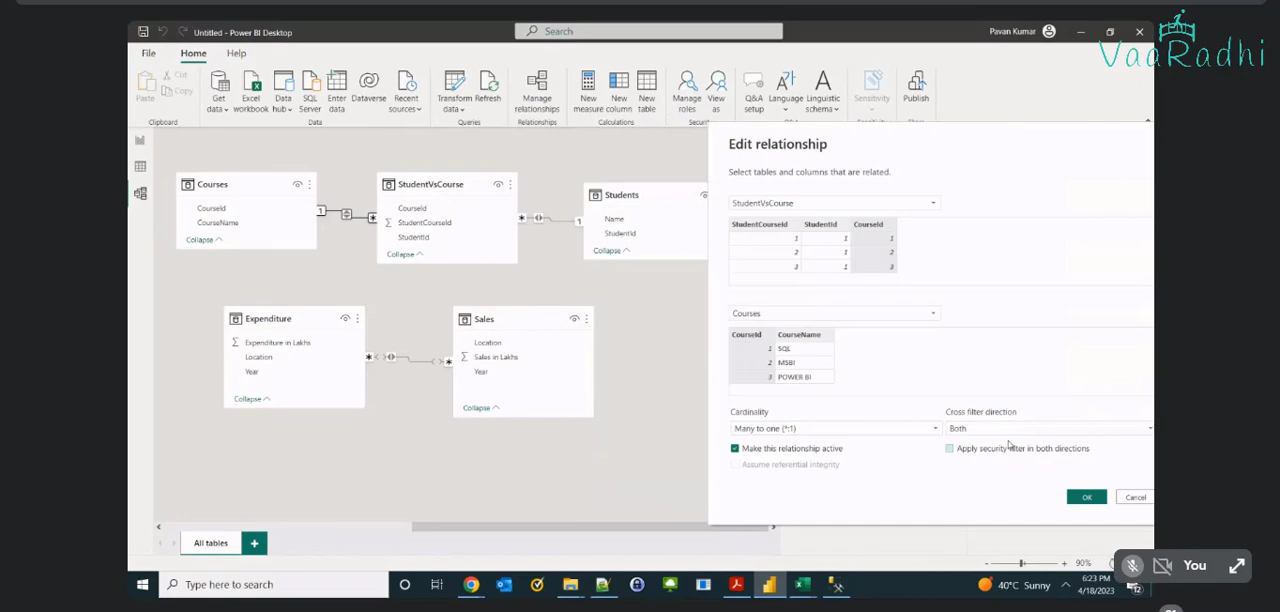 VaaRadhi
Untitled - Power BI Desktop
Search
Pavan Kumar
File
Home
Help
Paste
Cut
Copy
Get data
Excel workbook
Data hub
SQL Server
Enter data
Dataverse
Recent sources
Transform data
Refresh
Manage relationships
New measure
New column
New table
Manage roles
View as
Q&A setup
Language
Linguistic schema
Sensitivity
Publish
Clipboard
Data
Queries
Relationships
Calculations
Securi
Courses
CourseId
CourseName
Collapse
1
*
StudentVsCourse
CourseId
StudentCourseId
StudentId
Collapse
*
1
Students
Name
StudentId
Collapse
Expenditure
Expenditure in Lakhs
Location
Year
Collapse
*
*
Sales
Location
Sales in Lakhs
Year
Collapse
Edit relationship
Select tables and columns that are related.
StudentVsCourse
StudentCourseId StudentId CourseId
1 1 1
2 1 2
3 1 3
Courses
CourseId CourseName
1 SQL
2 MSBI
3 POWER BI
Cardinality
Many to one (*:1)
Cross filter direction
Both
Make this relationship active
Apply security filter in both directions
Assume referential integrity
OK
Cancel
All tables
90%
You
Type here to search
40°C Sunny
6:23 PM
4/18/2023
12